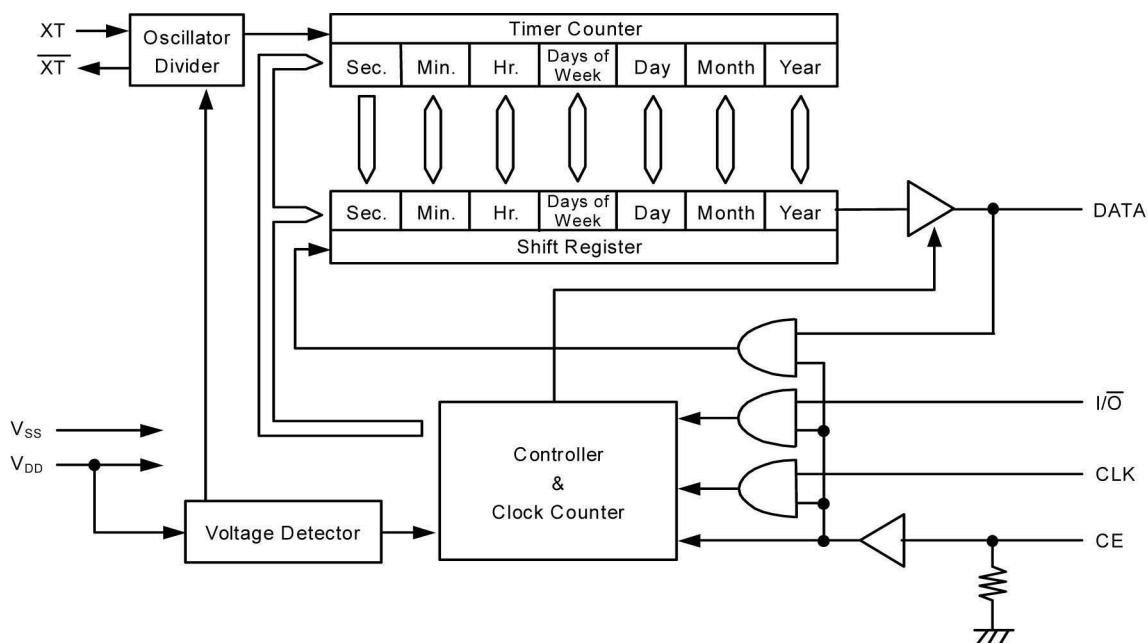 XT
X̅T̅
Oscillator
Divider
Timer Counter
Sec. Min. Hr. Days of Week Day Month Year
Sec. Min. Hr. Days of Week Day Month Year
Shift Register
DATA
I/O̅
CLK
CE
VSS
VDD
Voltage Detector
Controller
&
Clock Counter